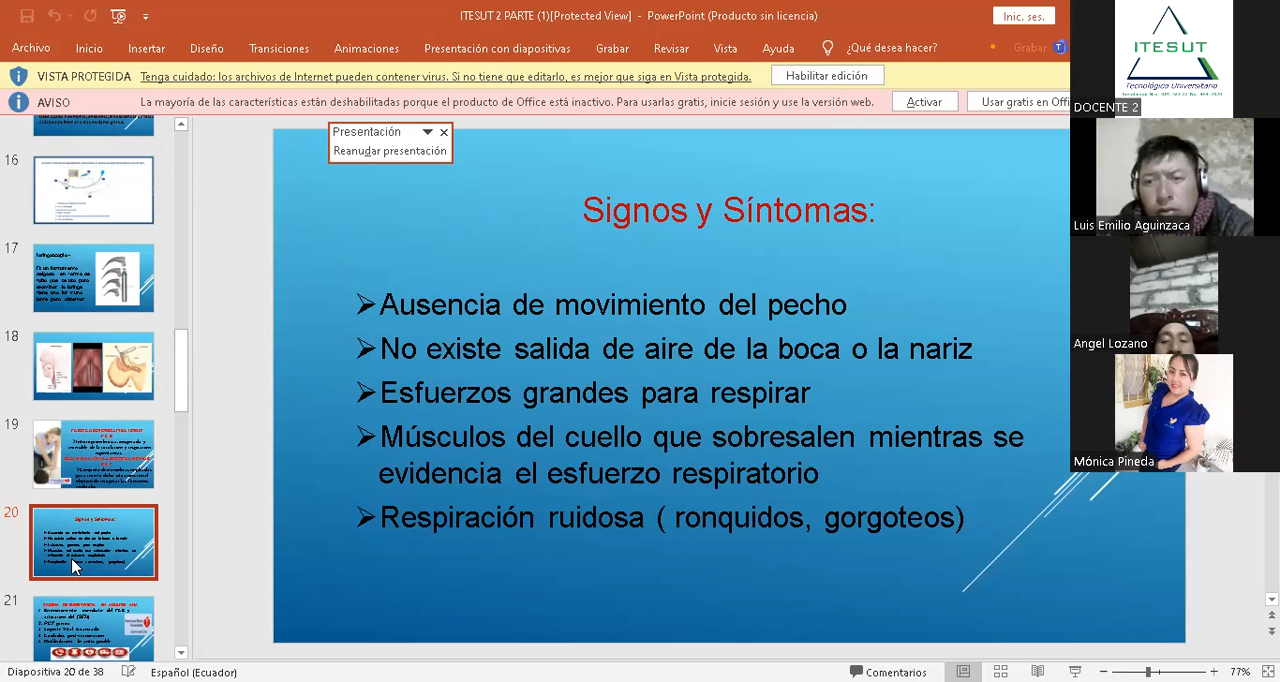 ITESUT 2 PARTE (1)[Protected View] - PowerPoint (Producto sin licencia)
Inic. ses.
Archivo Inicio Insertar Diseño Transiciones Animaciones Presentación con diapositivas Grabar Revisar Vista Ayuda ¿Qué desea hacer? Grabar
VISTA PROTEGIDA Tenga cuidado: los archivos de Internet pueden contener virus. Si no tiene que editarlo, es mejor que siga en Vista protegida. Habilitar edición
AVISO La mayoría de las características están deshabilitadas porque el producto de Office está inactivo. Para usarlas gratis, inicie sesión y use la versión web. Activar Usar gratis en Offi
Presentación
Reanudar presentación
16
17
18
19
20
21
Signos y Síntomas:
Ausencia de movimiento del pecho
No existe salida de aire de la boca o la nariz
Esfuerzos grandes para respirar
Músculos del cuello que sobresalen mientras se
evidencia el esfuerzo respiratorio
Respiración ruidosa ( ronquidos, gorgoteos)
ITESUT
Tecnológico Universitario
DOCENTE 2
Luis Emilio Aguinzaca
Angel Lozano
Mónica Pineda
Diapositiva 20 de 38 Español (Ecuador) Comentarios 77%